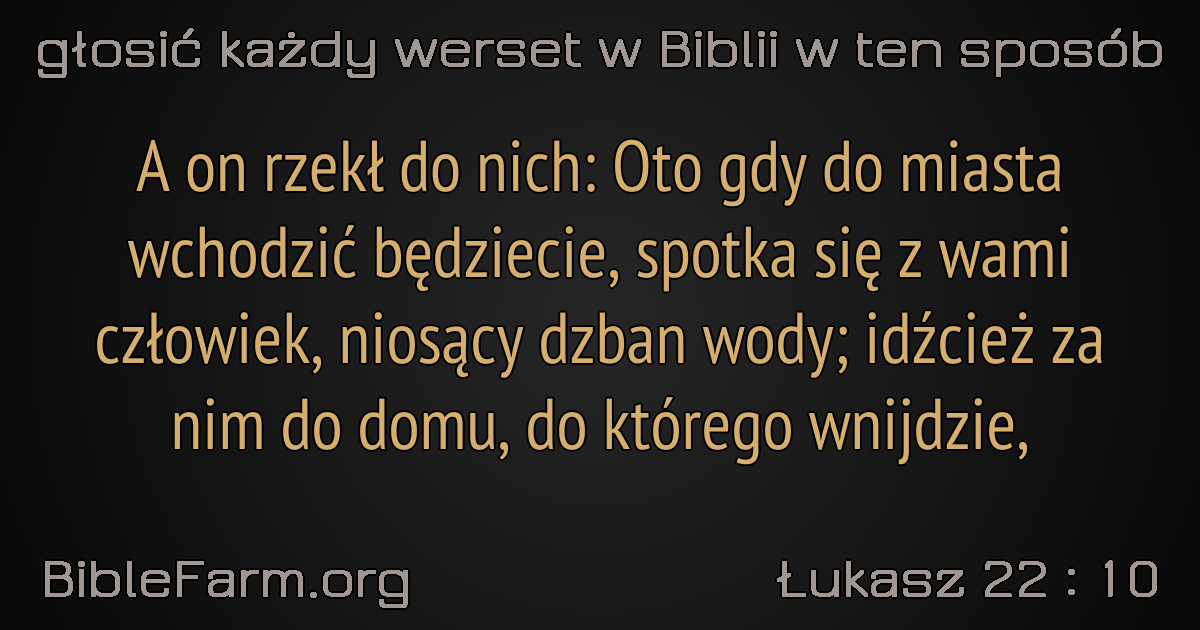 głosić każdy werset w Biblii w ten sposób
A on rzekł do nich: Oto gdy do miasta
wchodzić będziecie, spotka się z wami
człowiek, niosący dzban wody; idźcież za
nim do domu, do którego wnijdzie,
BibleFarm.org
Łukasz 22 : 10